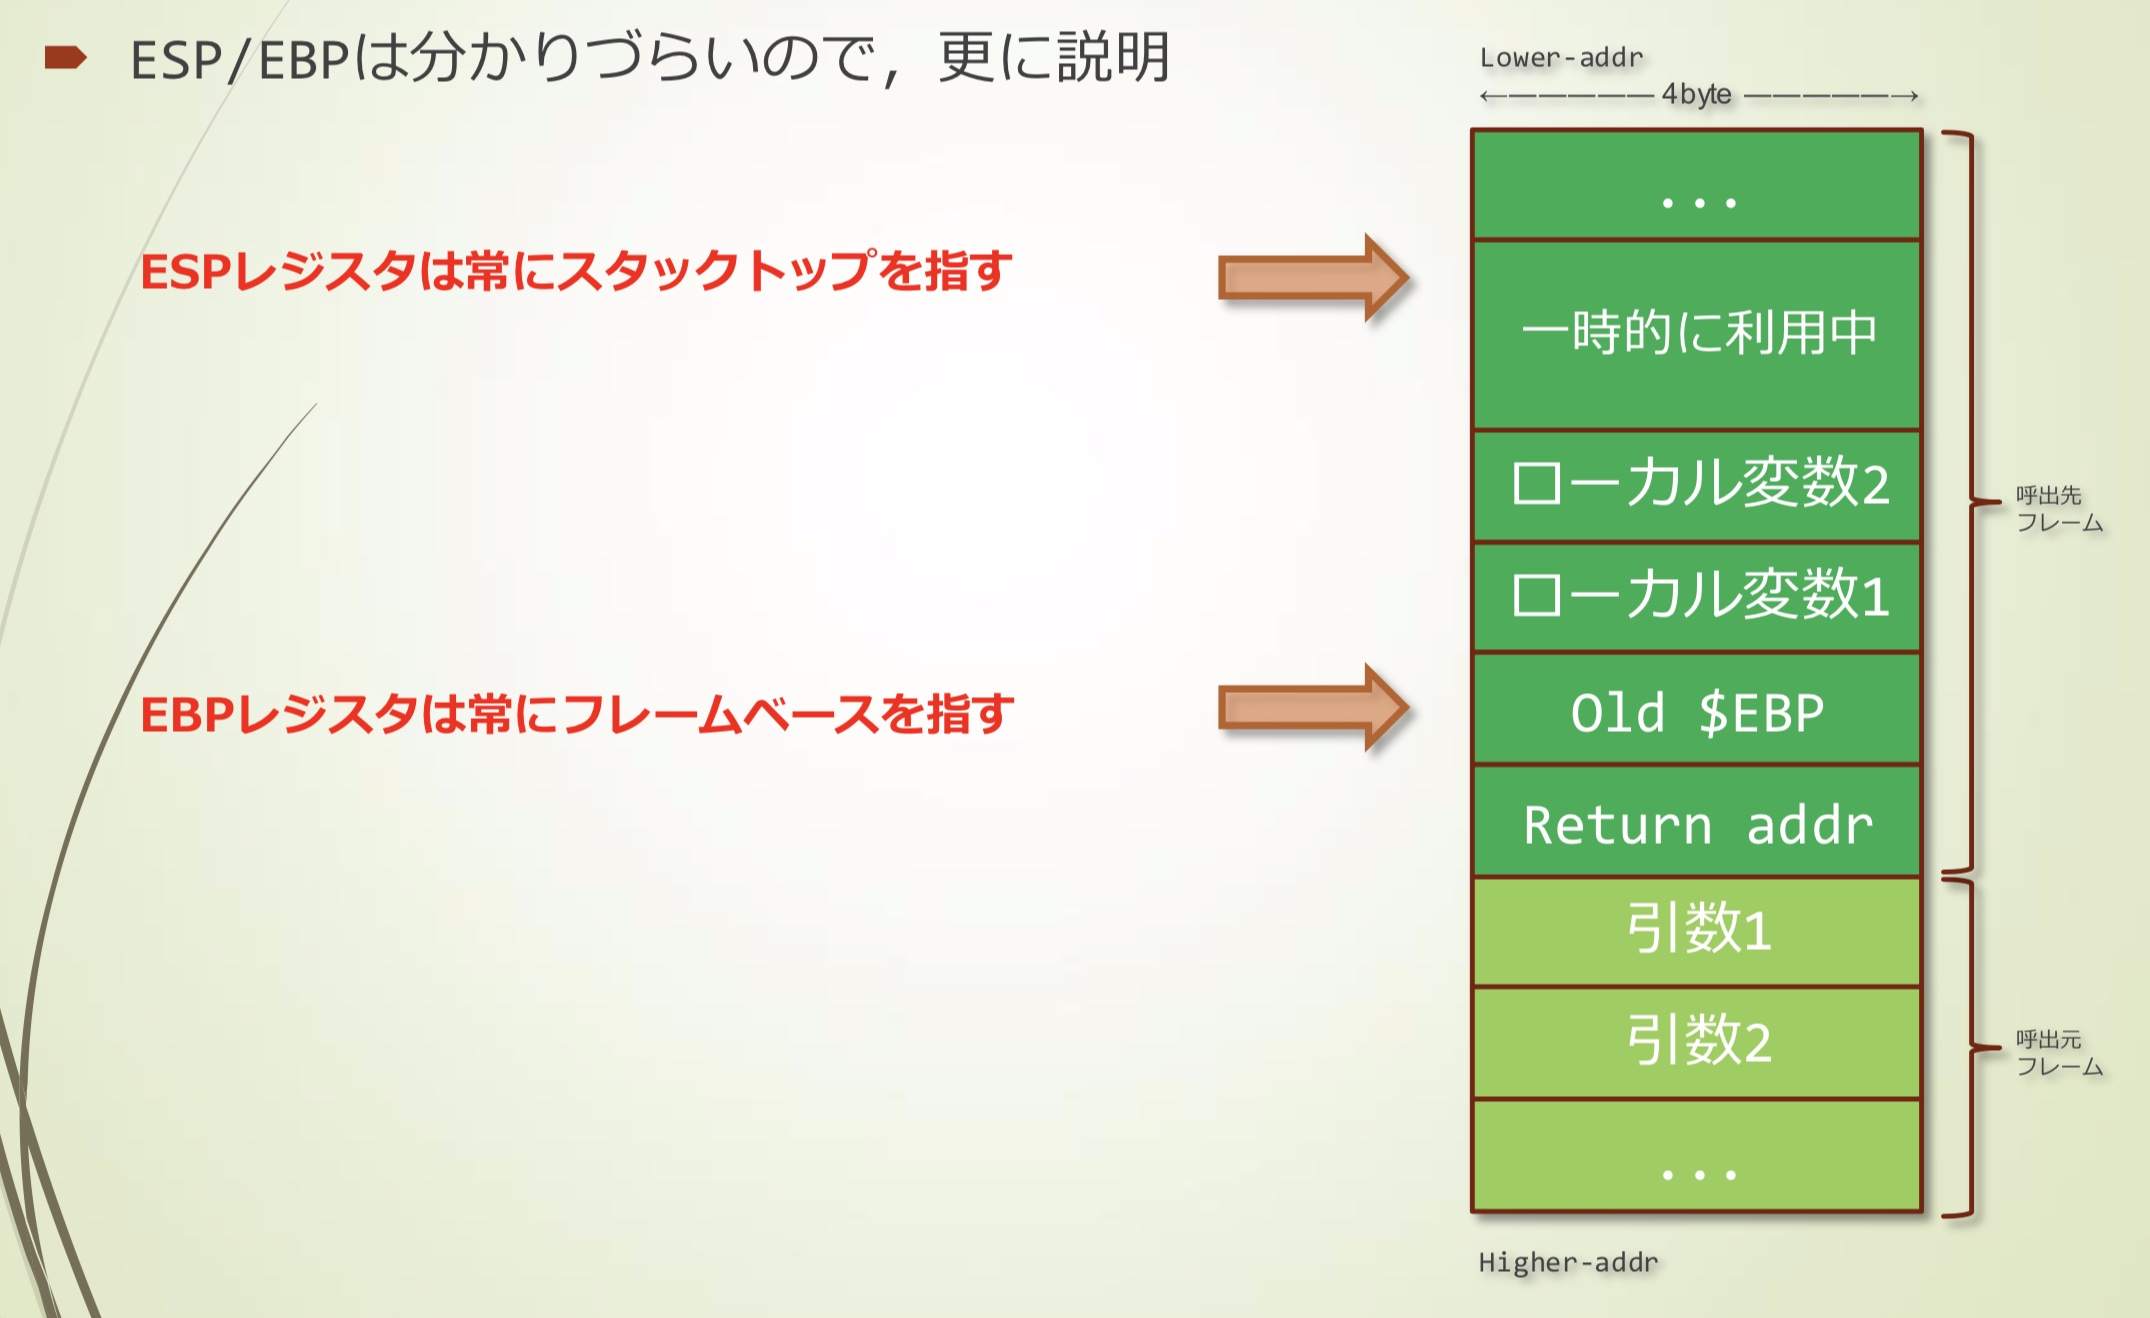 ESP/EBPは分かりづらいので，更に説明
Lower-addr
←—————— 4byte ——————→
ESPレジスタは常にスタックトップを指す
EBPレジスタは常にフレームベースを指す
...
一時的に利用中
ローカル変数2
ローカル変数1
Old $EBP
Return addr
引数1
引数2
...
呼出先
フレーム
呼出元
フレーム
Higher-addr